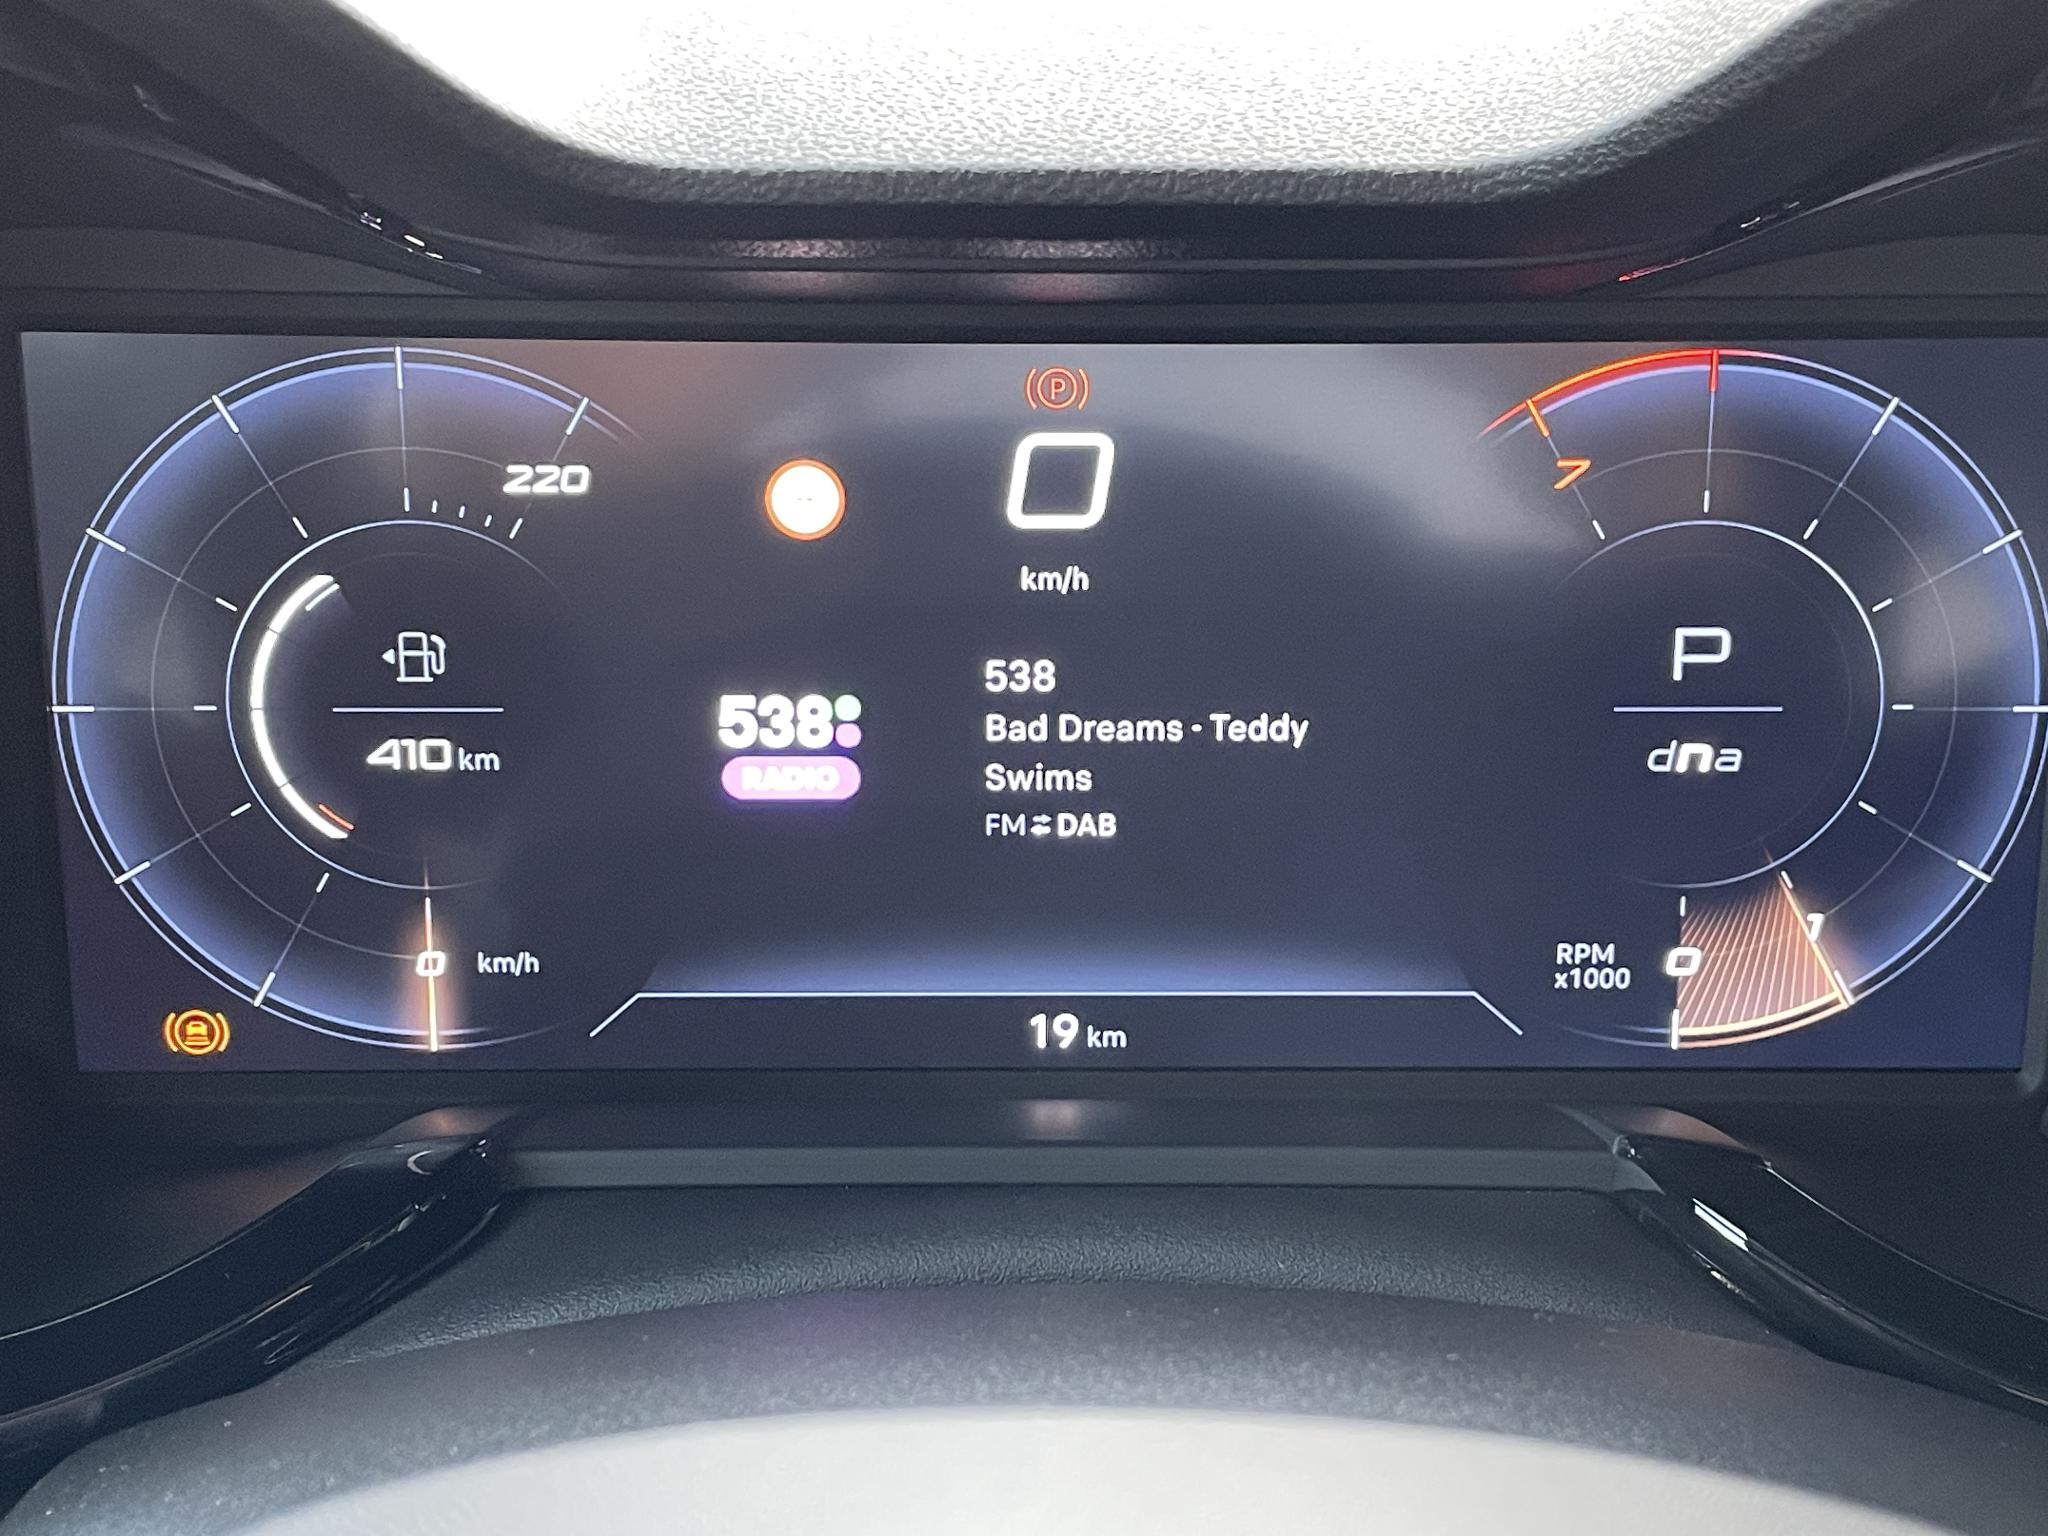 P
220
7
--
0
km/h
538
538
RADIO
Bad Dreams · Teddy
Swims
FM DAB
410 km
P
dna
0 km/h
RPM
x1000
0
1
19 km